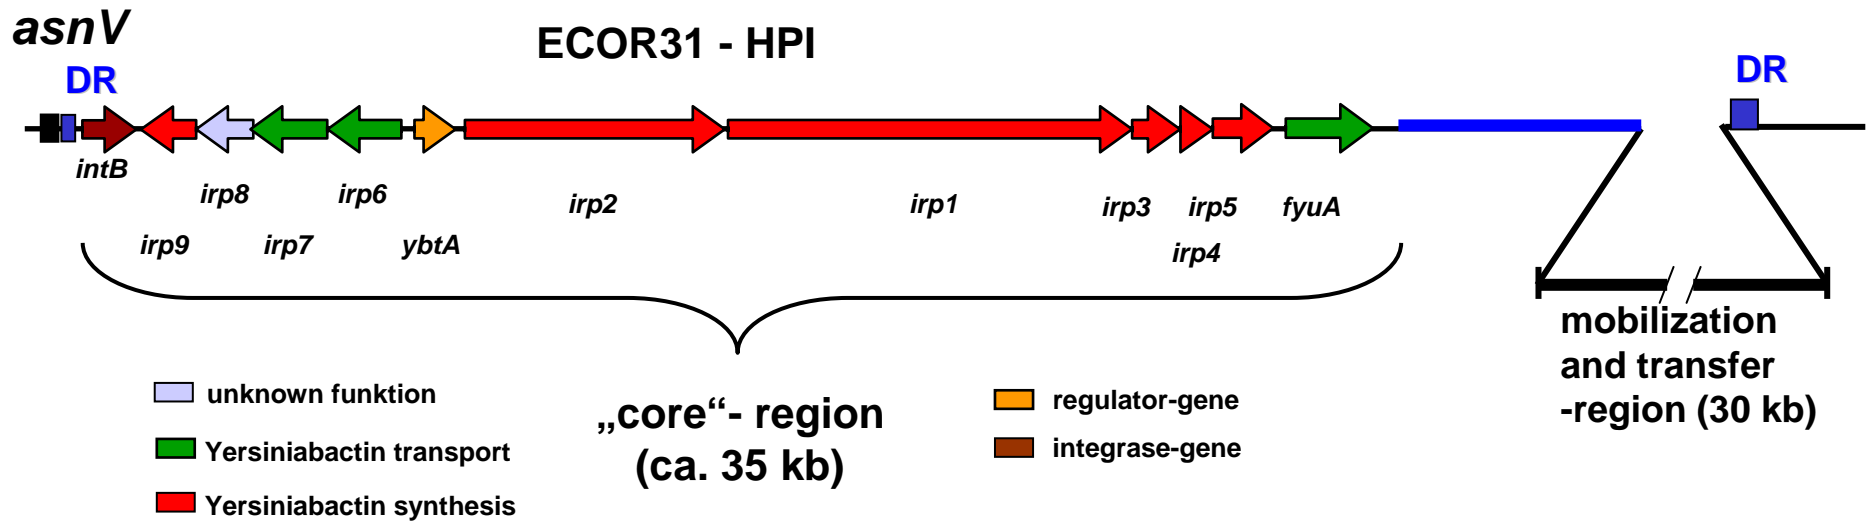 asnV
ECOR31 - HPI
DR
DR
intB
irp8
irp6
irp2
irp1
irp3
irp5
fyuA
irp9
irp7
ybtA
irp4
mobilization
and transfer
-region (30 kb)
unknown funktion
Yersiniabactin transport
Yersiniabactin synthesis
„core“- region
(ca. 35 kb)
regulator-gene
integrase-gene